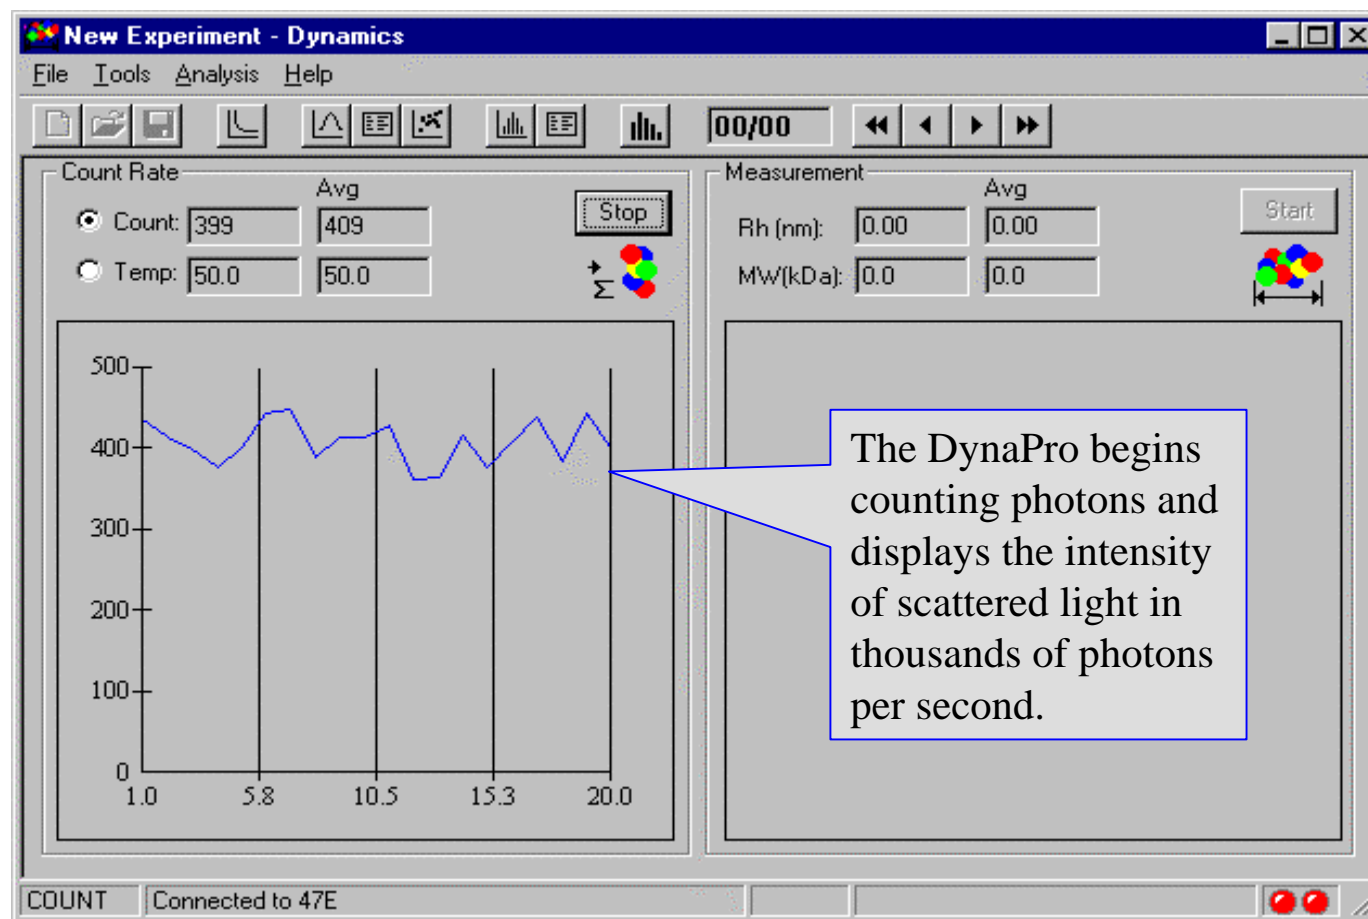 New Experiment - Dynamics
File Tools Analysis Help
00/00
Count Rate
Avg
Count: 399 409
Stop
Temp: 50.0 50.0
Σ
500
400
300
200
100
0
1.0 5.8 10.5 15.3 20.0
Measurement
Avg
Rh (nm): 0.00 0.00
Start
MW(kDa): 0.0 0.0
The DynaPro begins
counting photons and
displays the intensity
of scattered light in
thousands of photons
per second.
COUNT Connected to 47E